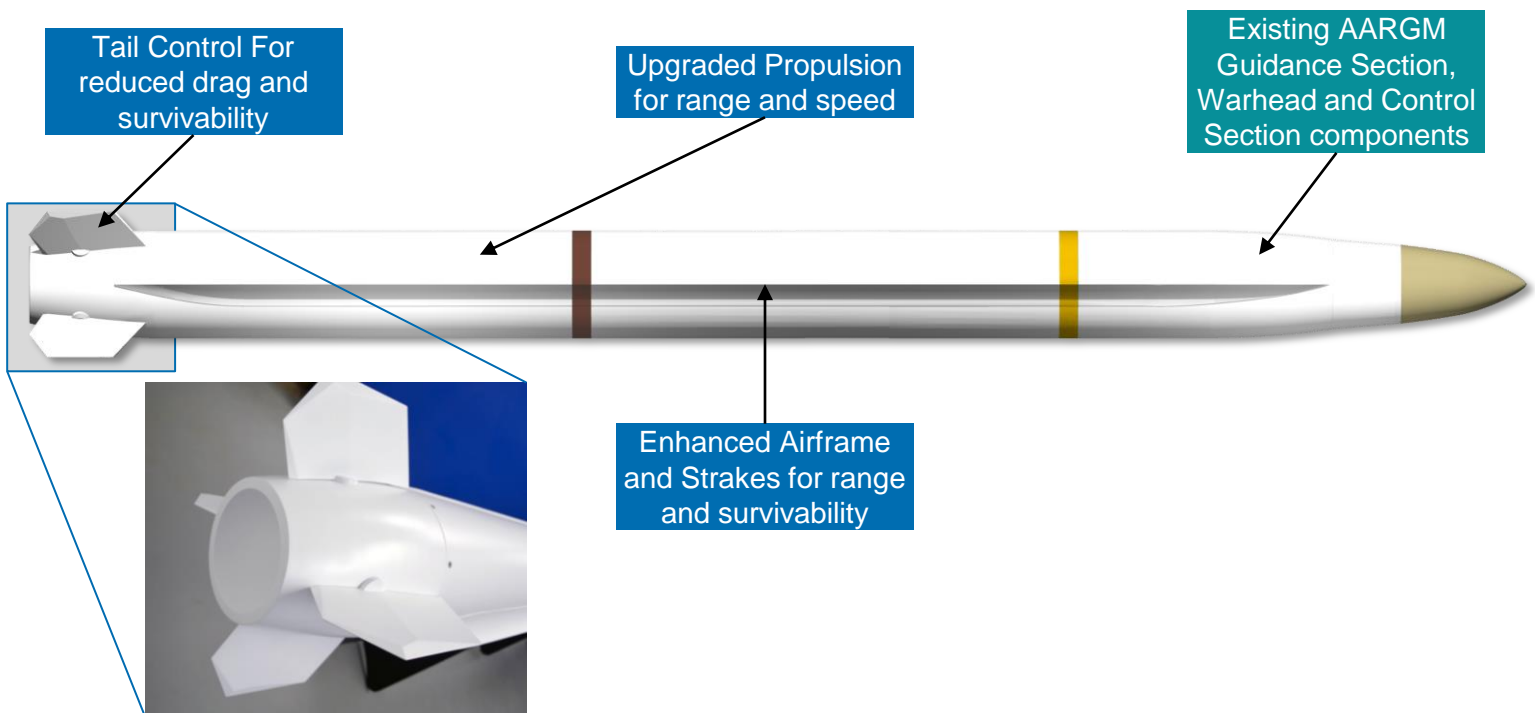 Tail Control For
reduced drag and
survivability
Upgraded Propulsion
for range and speed
Existing AARGM
Guidance Section,
Warhead and Control
Section components
Enhanced Airframe
and Strakes for range
and survivability